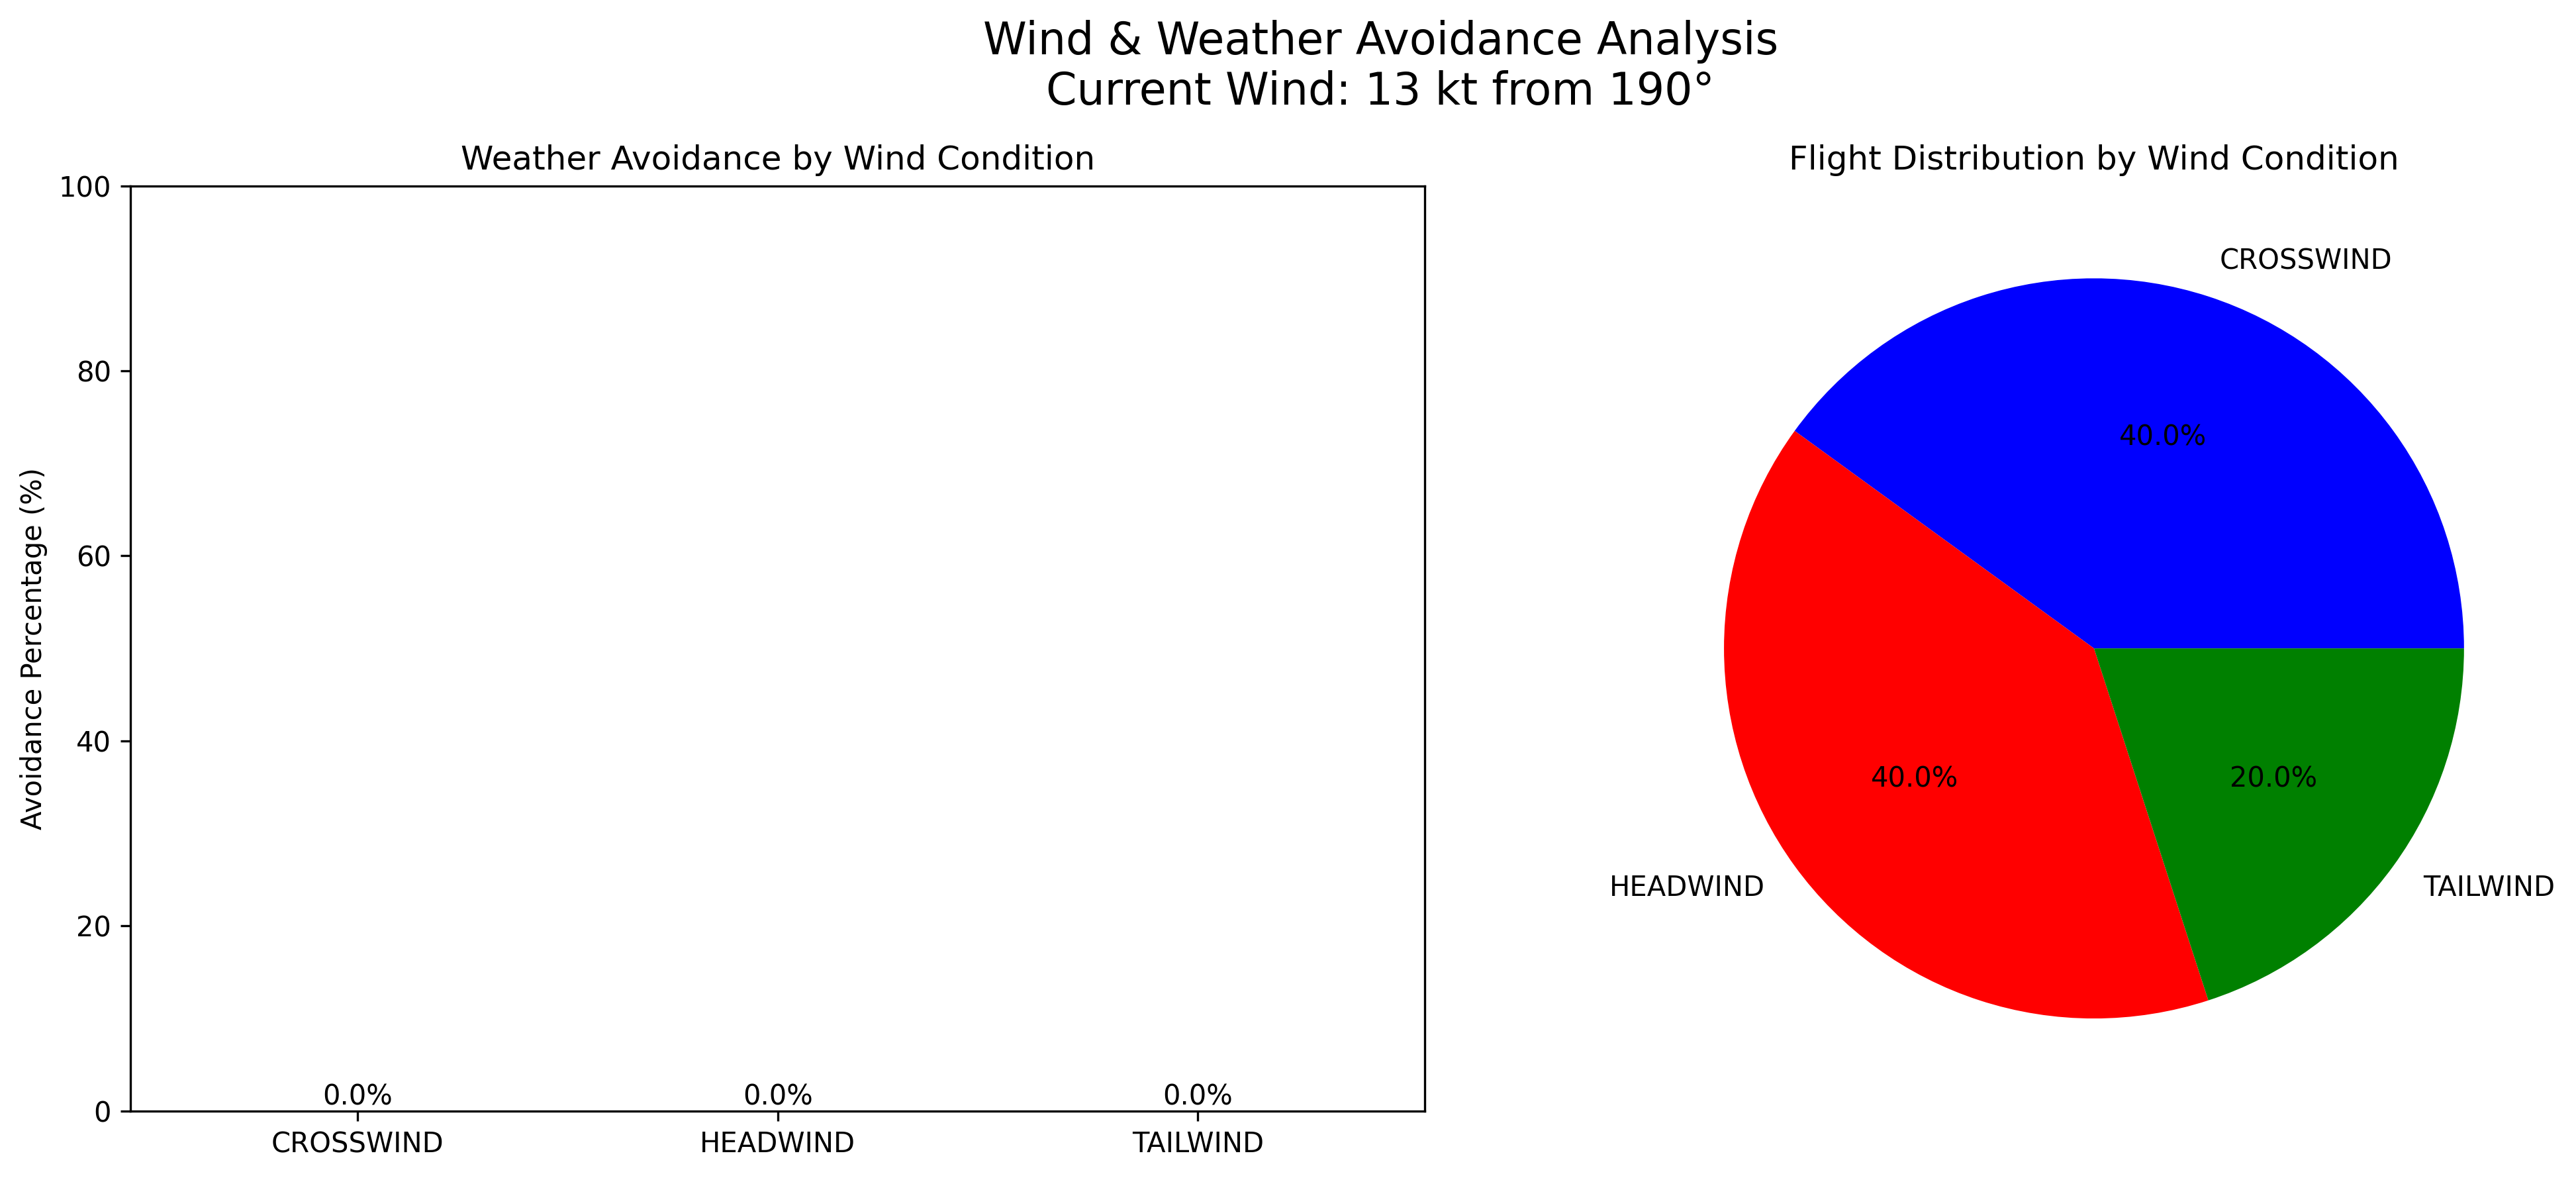 Wind & Weather Avoidance Analysis
Current Wind: 13 kt from 190°
Weather Avoidance by Wind Condition
Avoidance Percentage (%)
100
80
60
40
20
0
0.0%
0.0%
0.0%
CROSSWIND
HEADWIND
TAILWIND
Flight Distribution by Wind Condition
CROSSWIND
40.0%
40.0%
20.0%
HEADWIND
TAILWIND